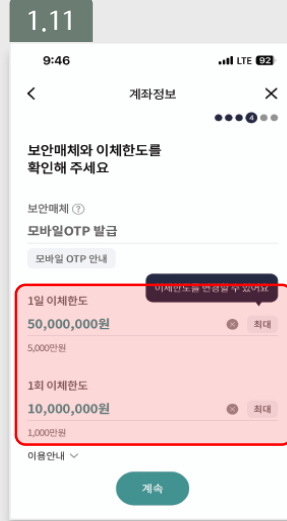 1.11
9:46
LTE 92
계좌정보
4
보안매체와 이체한도를
확인해 주세요
보안매체 ?
모바일OTP 발급
모바일 OTP 안내
이체한도를 변경할 수 있어요
1일 이체한도
50,000,000원 최대
5,000만원
1회 이체한도
10,000,000원 최대
1,000만원
이용안내
계속